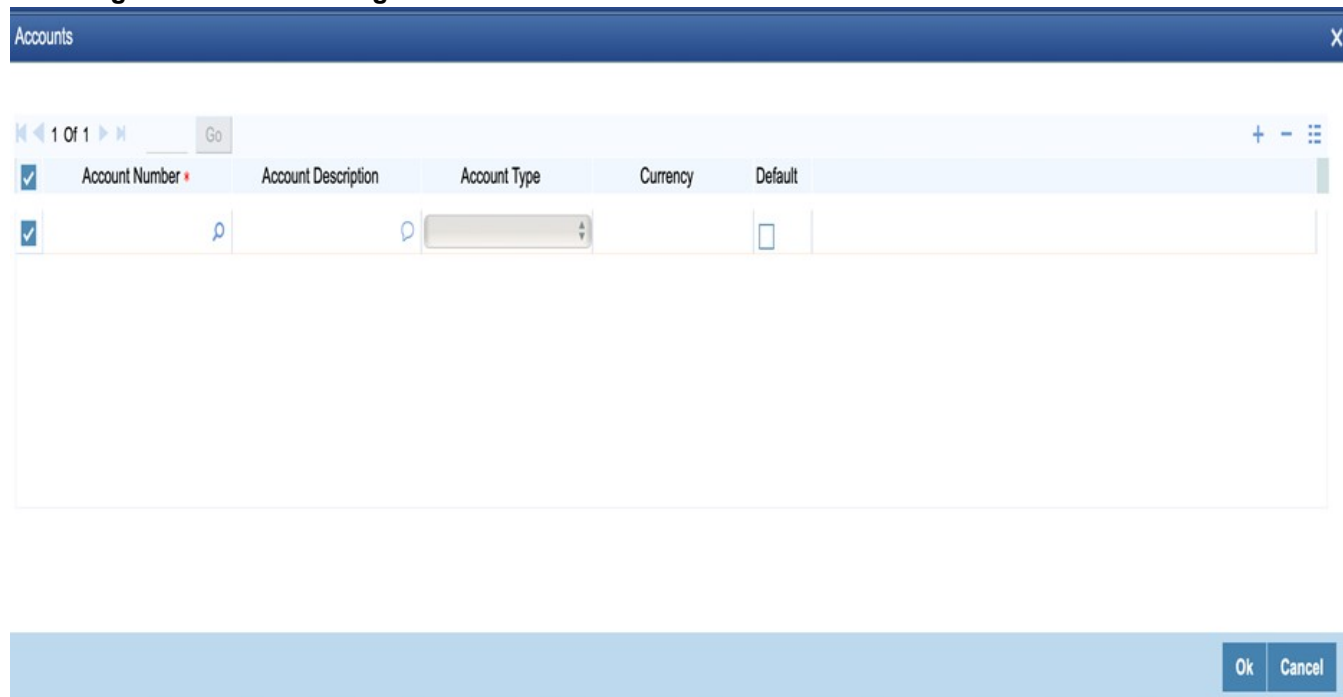 Accounts X
1 Of 1 Go + -
Account Number * Account Description Account Type Currency Default
Ok Cancel